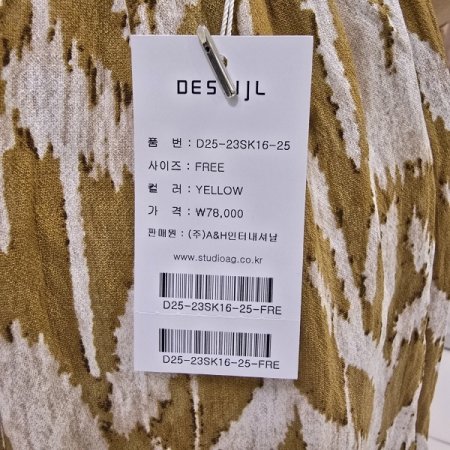 품 번 : D25-23SK16-25
사이즈 : FREE
컬 러 : YELLOW
가 격 : ₩78,000
판매원 : (주)A&H인터내셔날
www.studioag.co.kr
D25-23SK16-25-FRE
D25-23SK16-25-FRE